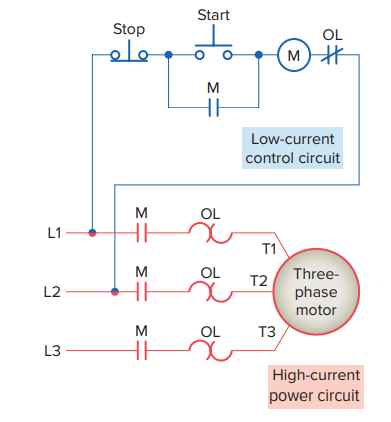 Start
Stop
OL
M
M
Low-current
control circuit
M
OL
L1
T1
M
OL
T2
Three-
phase
motor
L2
M
OL
T3
L3
High-current
power circuit